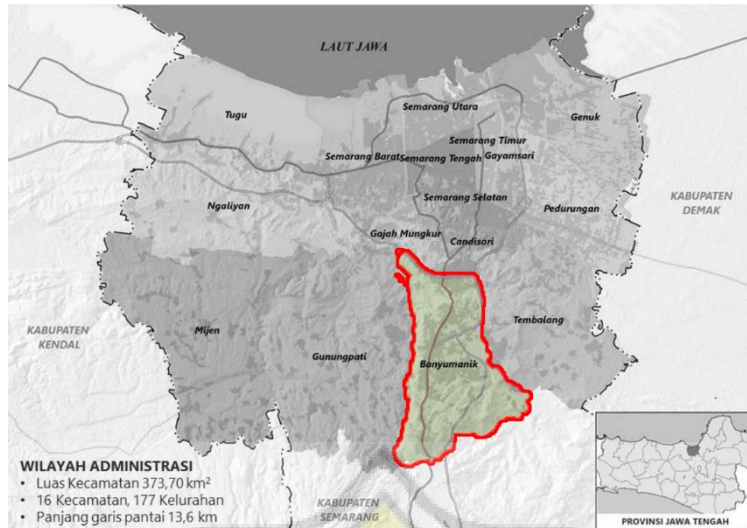 LAUT JAWA
Tugu
Semarang Utara
Genuk
Semarang Timur
Semarang Barat
Semarang Tengah
Gayamsari
Ngaliyan
Semarang Selatan
Pedurungan
KABUPATEN
DEMAK
Gajah Mungkur
Candisari
KABUPATEN
KENDAL
Mijen
Gunungpati
Banyumanik
Tembalang
WILAYAH ADMINISTRASI
• Luas Kecamatan 373,70 km²
• 16 Kecamatan, 177 Kelurahan
• Panjang garis pantai 13,6 km
KABUPATEN
SEMARANG
PROVINSI JAWA TENGAH